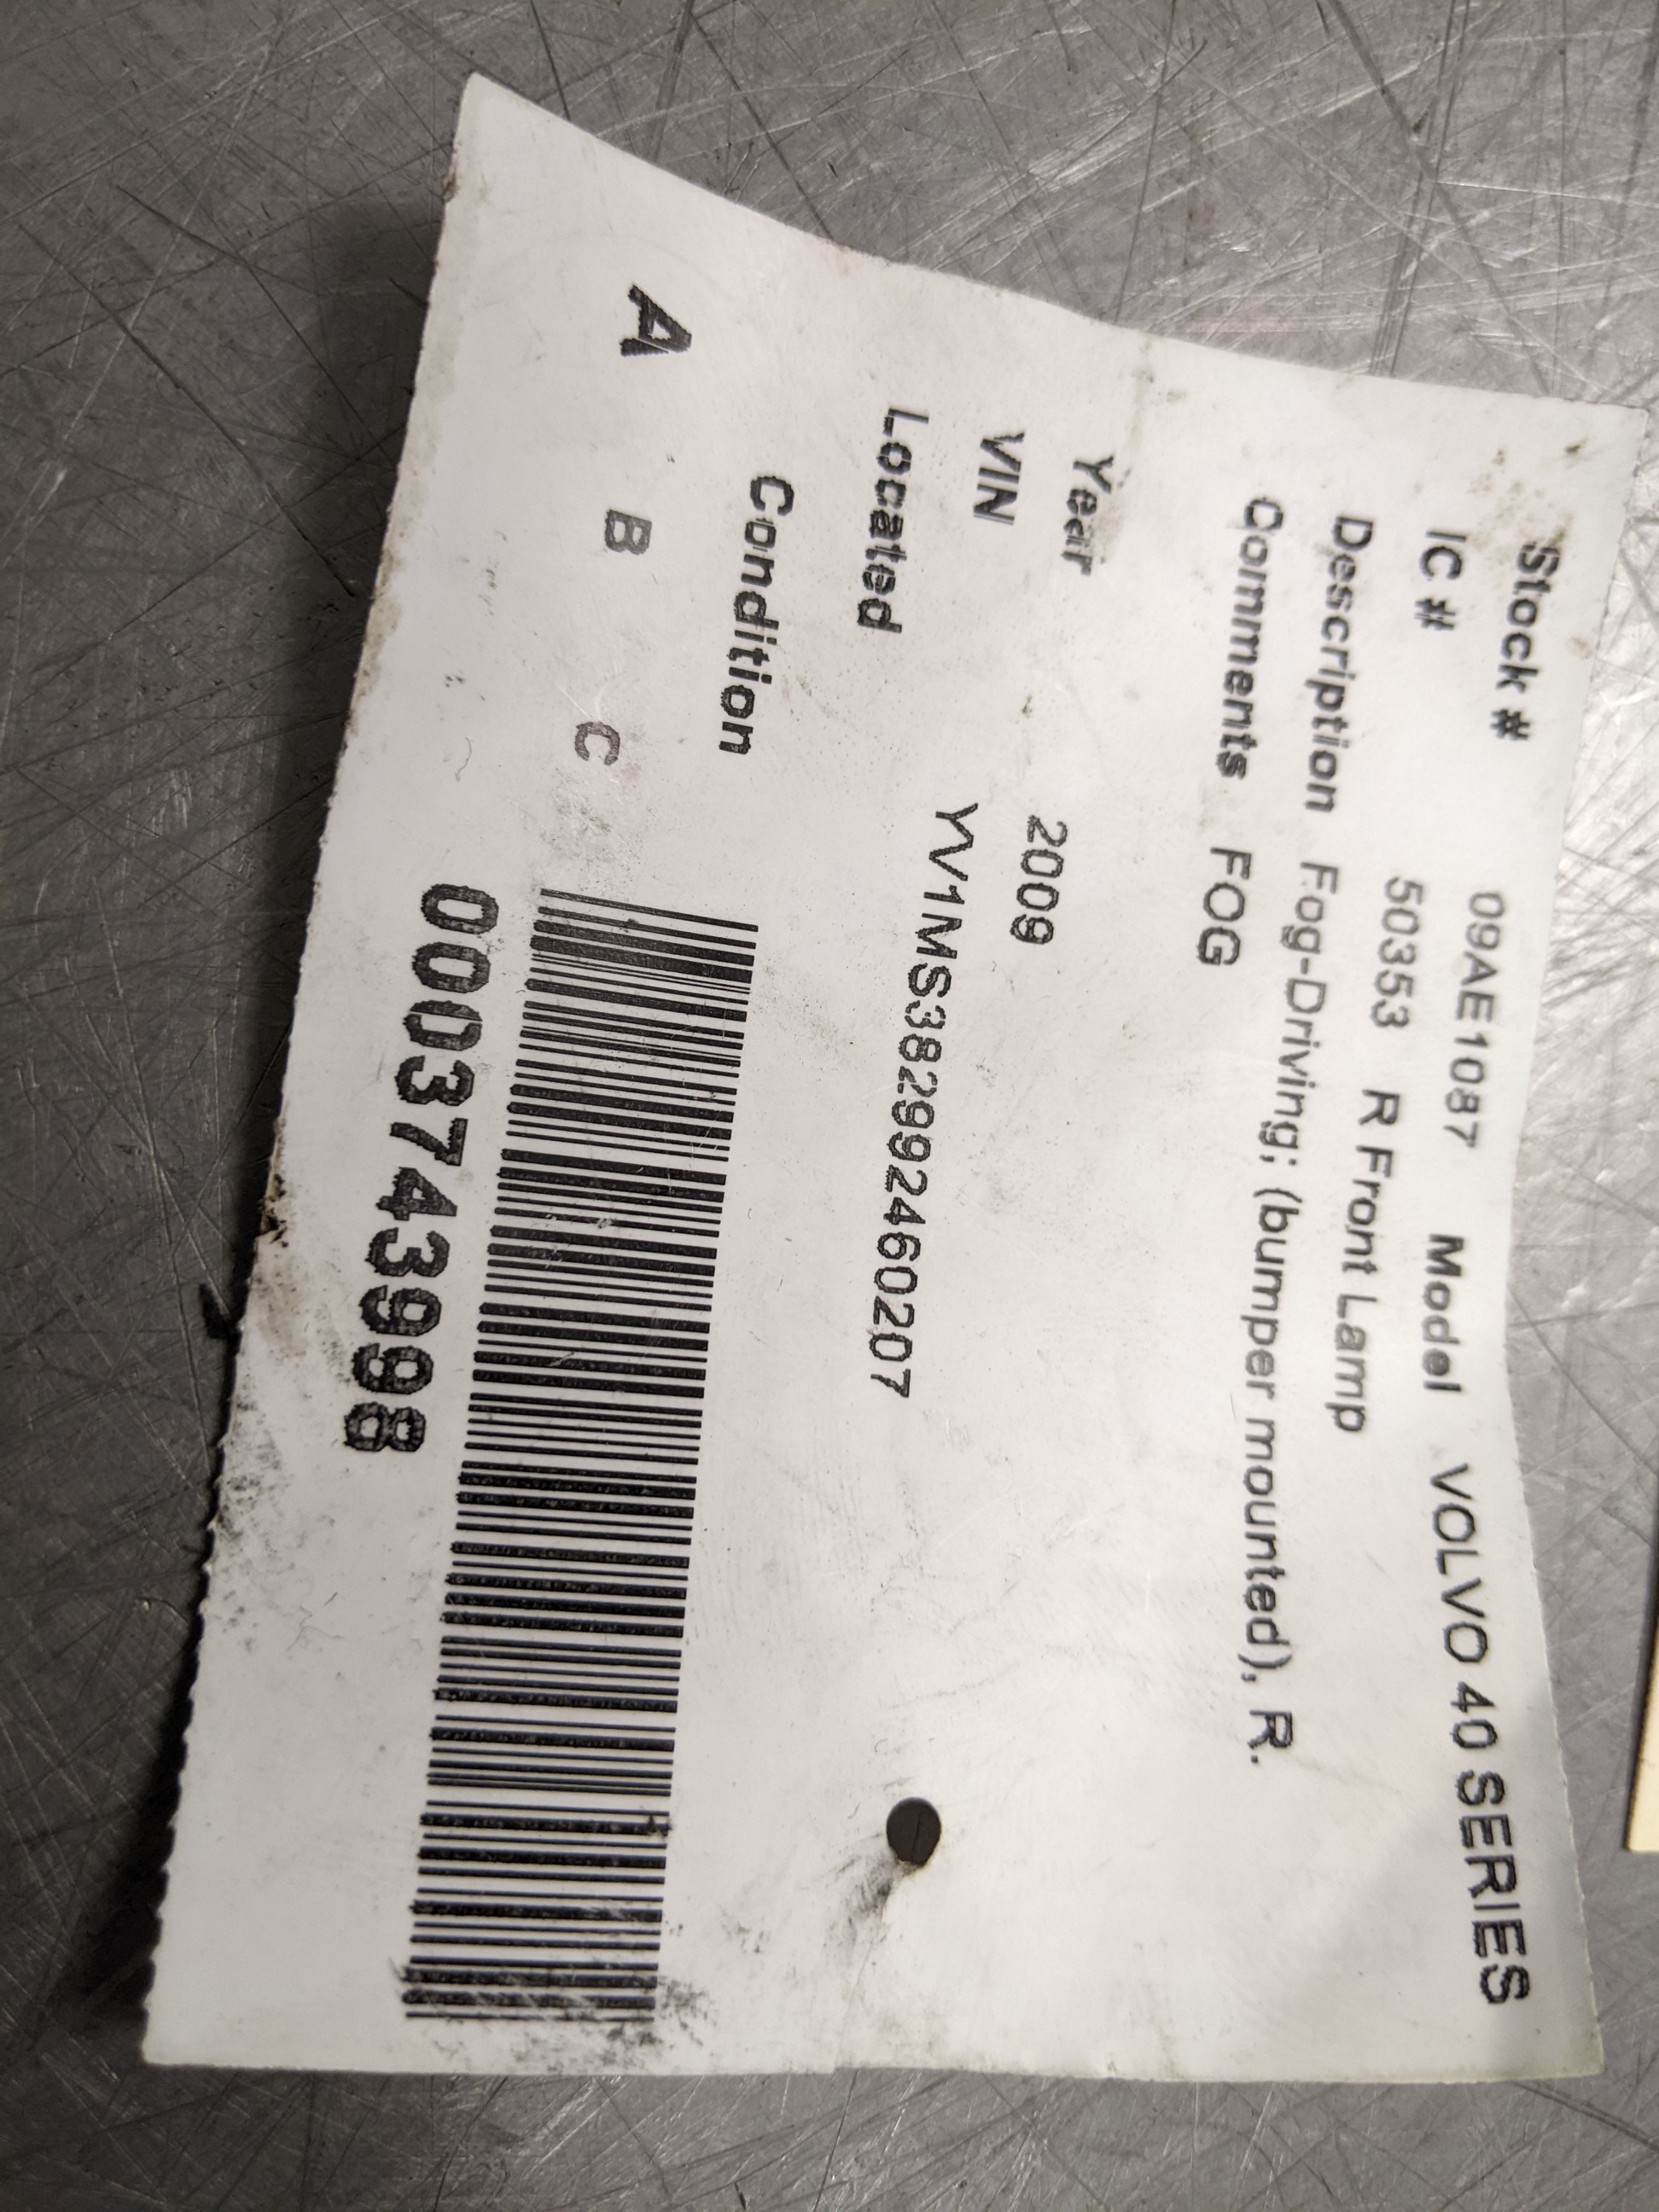 Stock # 09AE1087 Model VOLVO 40 SERIES
IC # 50353 R Front Lamp
Description Fog-Driving; (bumper mounted), R.
Comments FOG
Year 2009
VIN YV1MS382992460207
Located
Condition
A B C
0003743998